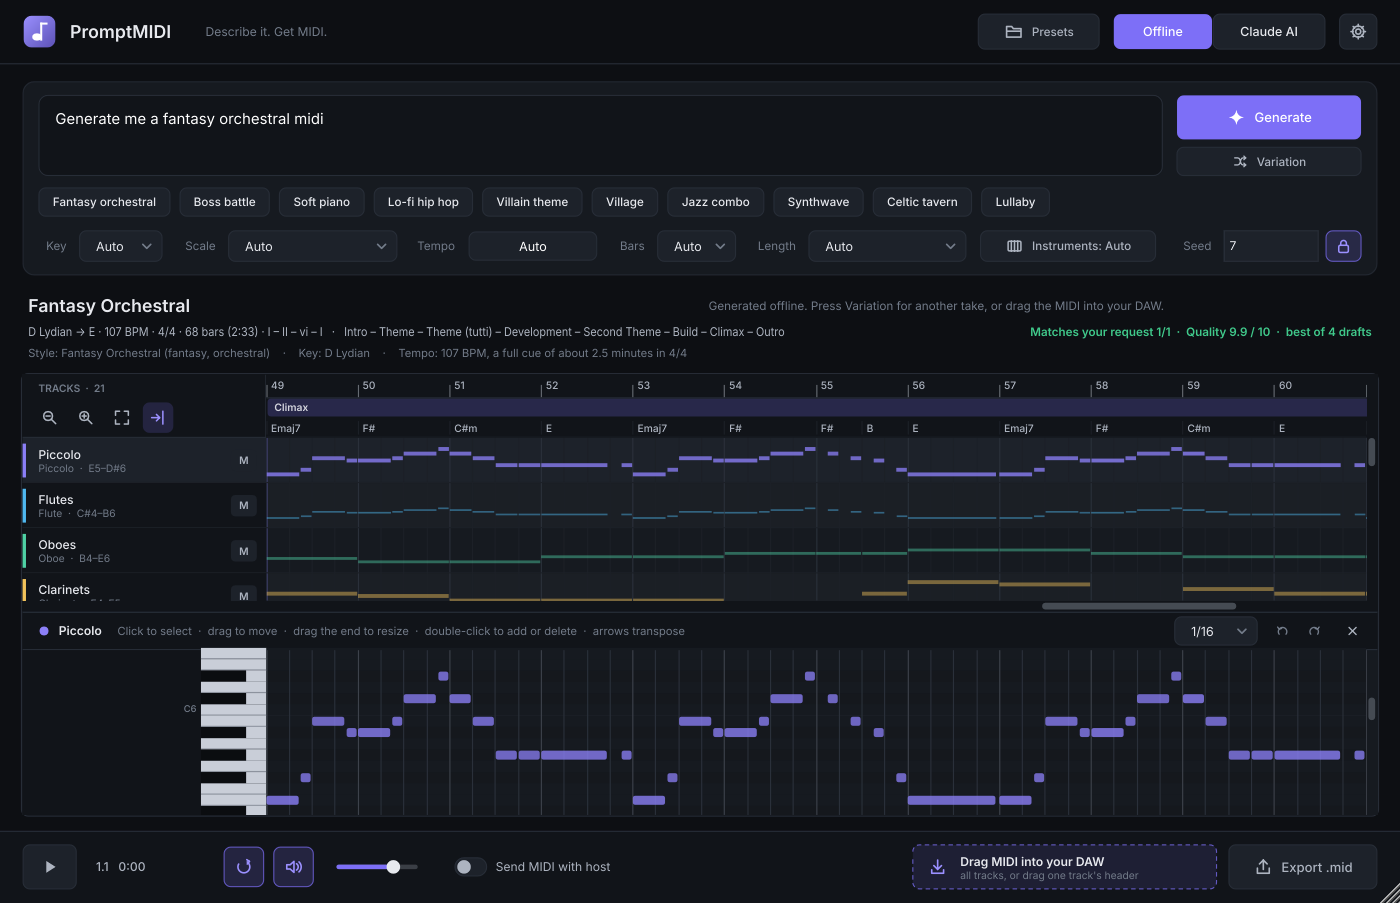 PromptMIDI
Describe it. Get MIDI.
Presets
Offline
Claude AI
Generate me a fantasy orchestral midi
Generate
Variation
Fantasy orchestral
Boss battle
Soft piano
Lo-fi hip hop
Villain theme
Village
Jazz combo
Synthwave
Celtic tavern
Lullaby
Key
Auto
Scale
Auto
Tempo
Auto
Bars
Auto
Length
Auto
Instruments: Auto
Seed
7
Fantasy Orchestral
Generated offline. Press Variation for another take, or drag the MIDI into your DAW.
D Lydian → E · 107 BPM · 4/4 · 68 bars (2:33) · I – II – vi – I · Intro – Theme – Theme (tutti) – Development – Second Theme – Build – Climax – Outro
Matches your request 1/1 · Quality 9.9 / 10 · best of 4 drafts
Style: Fantasy Orchestral (fantasy, orchestral) · Key: D Lydian · Tempo: 107 BPM, a full cue of about 2.5 minutes in 4/4
TRACKS · 21
49 50 51 52 53 54 55 56 57 58 59 60
Climax
Emaj7 F# C#m E Emaj7 F# F# B E Emaj7 F# C#m E
Piccolo
Piccolo · E5–D#6
M
Flutes
Flute · C#4–B6
M
Oboes
Oboe · B4–E6
M
Clarinets
M
Piccolo
Click to select · drag to move · drag the end to resize · double-click to add or delete · arrows transpose
1/16
C6
1.1 0:00
Send MIDI with host
Drag MIDI into your DAW
all tracks, or drag one track's header
Export .mid